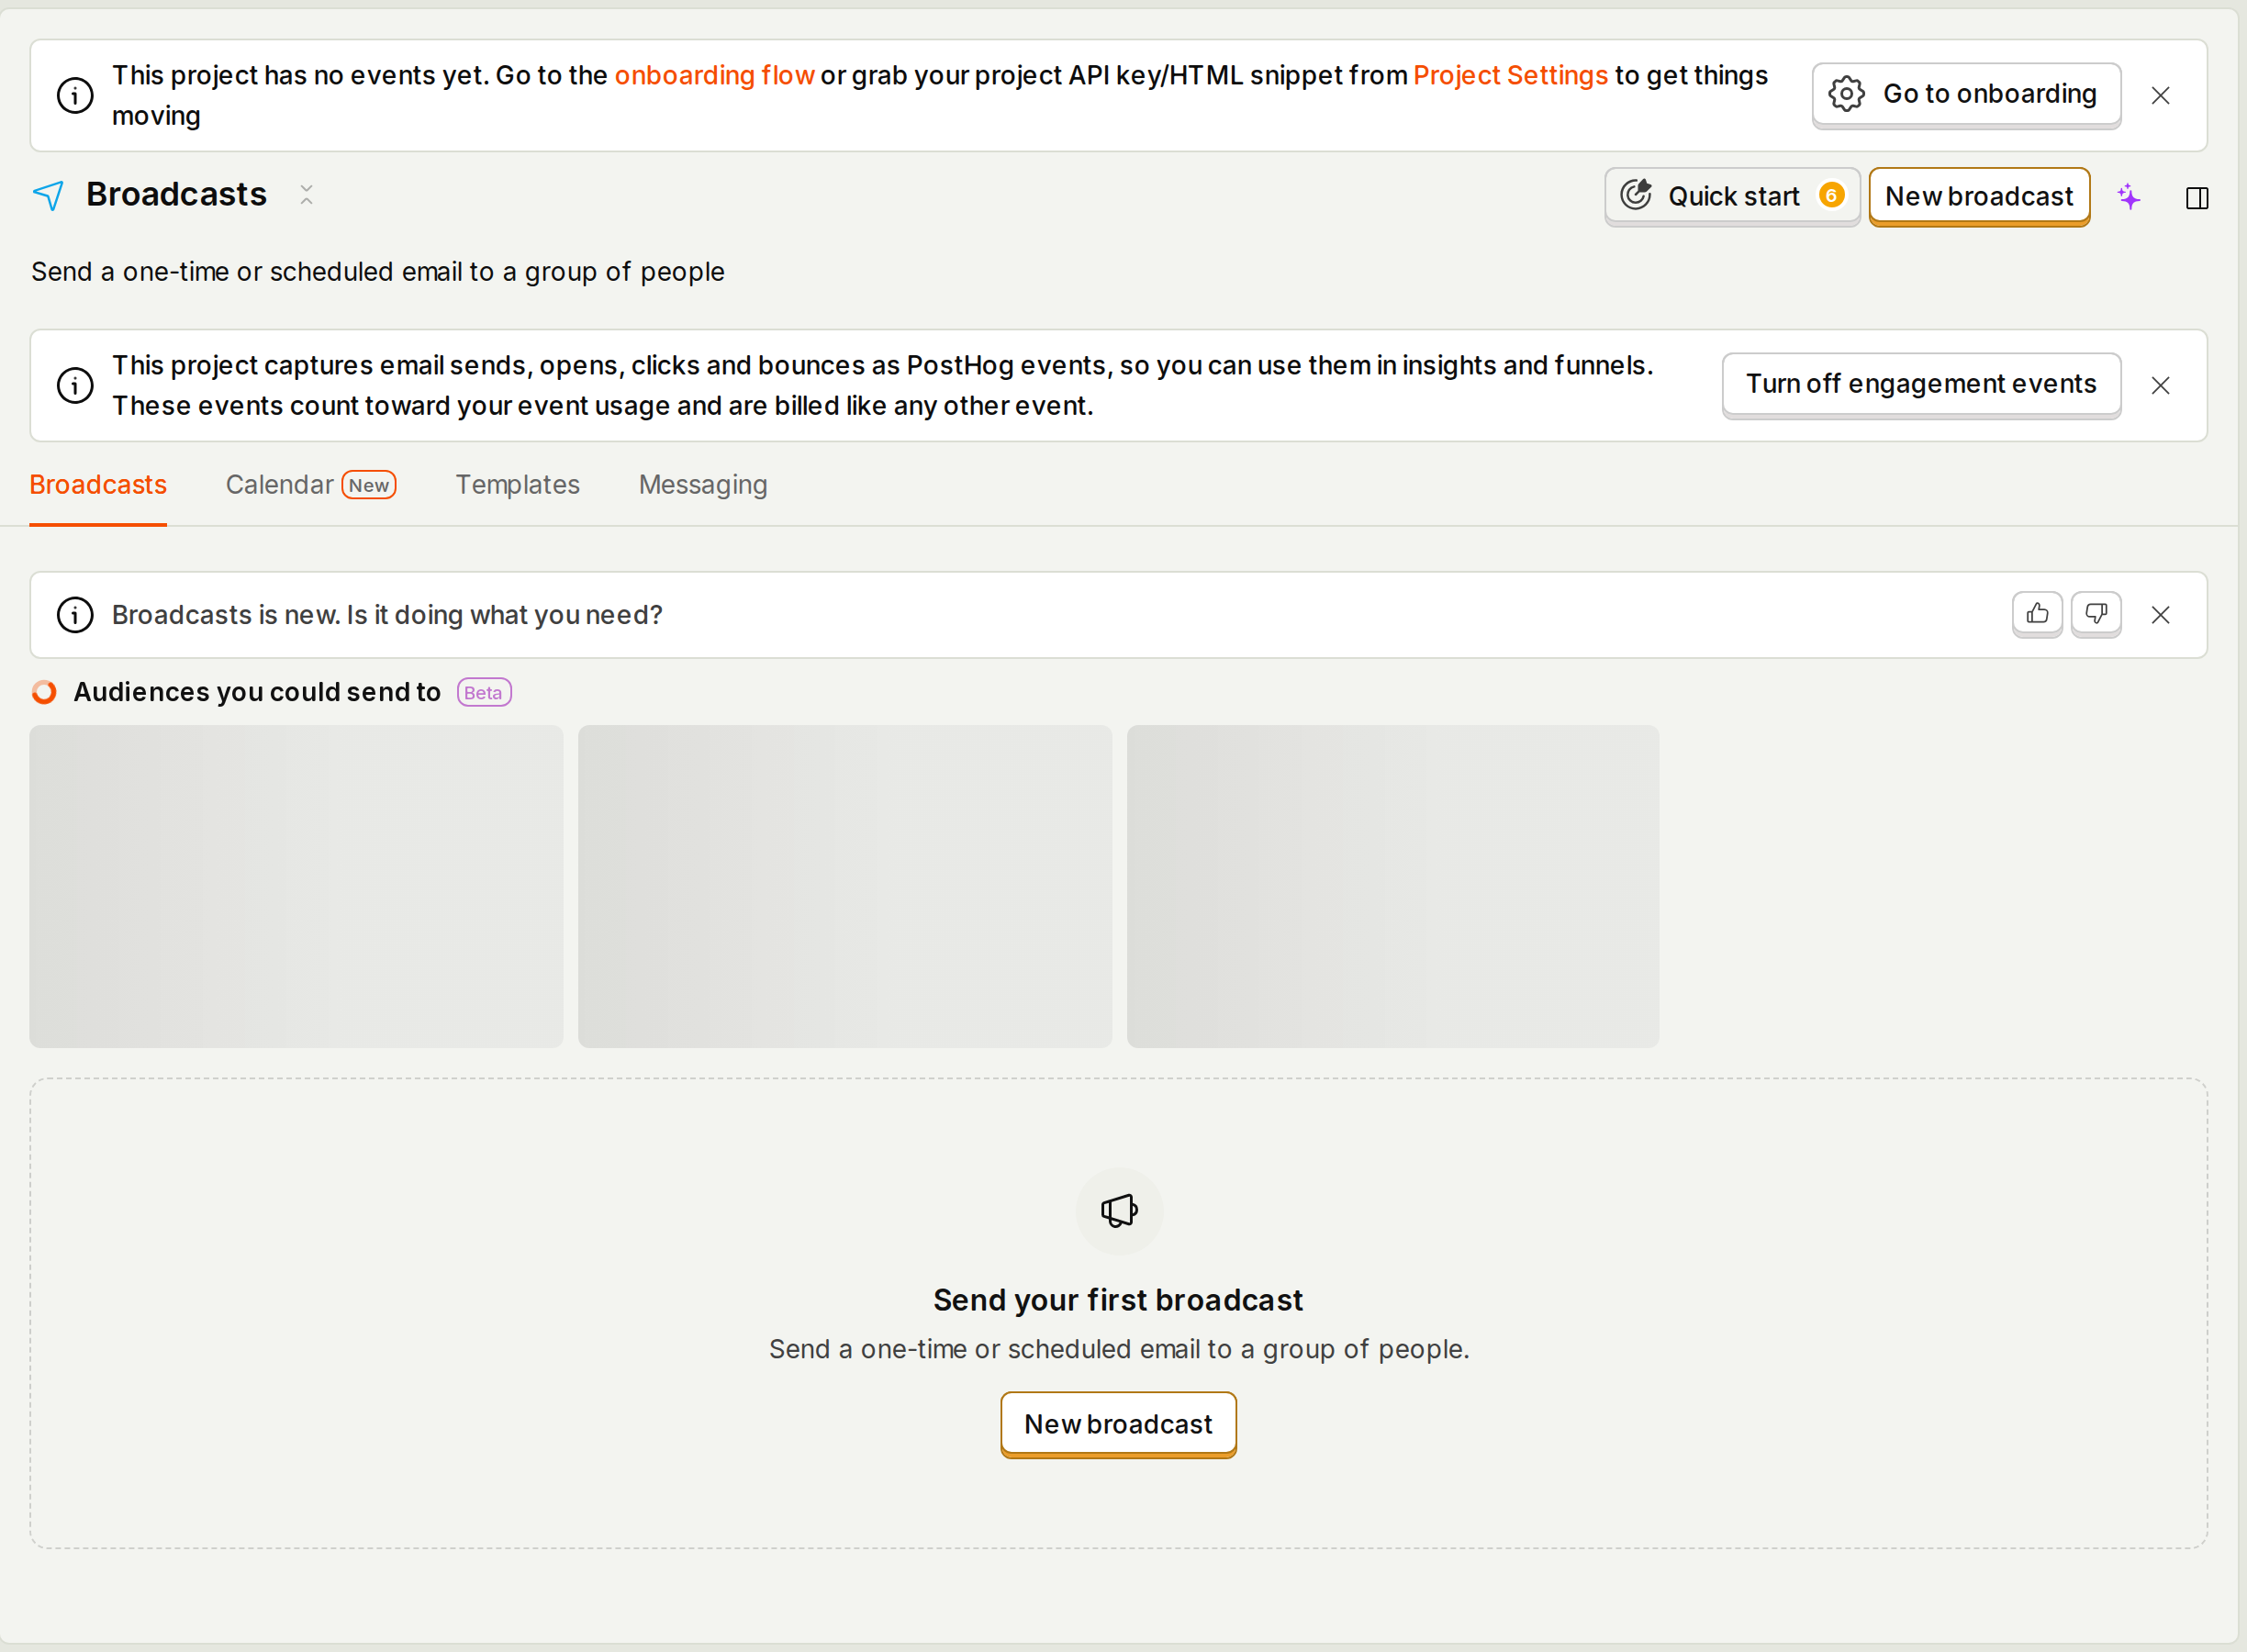 This project has no events yet. Go to the onboarding flow or grab your project API key/HTML snippet from Project Settings to get things
moving
Go to onboarding
Broadcasts
Quick start 6
New broadcast
Send a one-time or scheduled email to a group of people
This project captures email sends, opens, clicks and bounces as PostHog events, so you can use them in insights and funnels.
These events count toward your event usage and are billed like any other event.
Turn off engagement events
Broadcasts
Calendar New
Templates
Messaging
Broadcasts is new. Is it doing what you need?
Audiences you could send to Beta
Send your first broadcast
Send a one-time or scheduled email to a group of people.
New broadcast